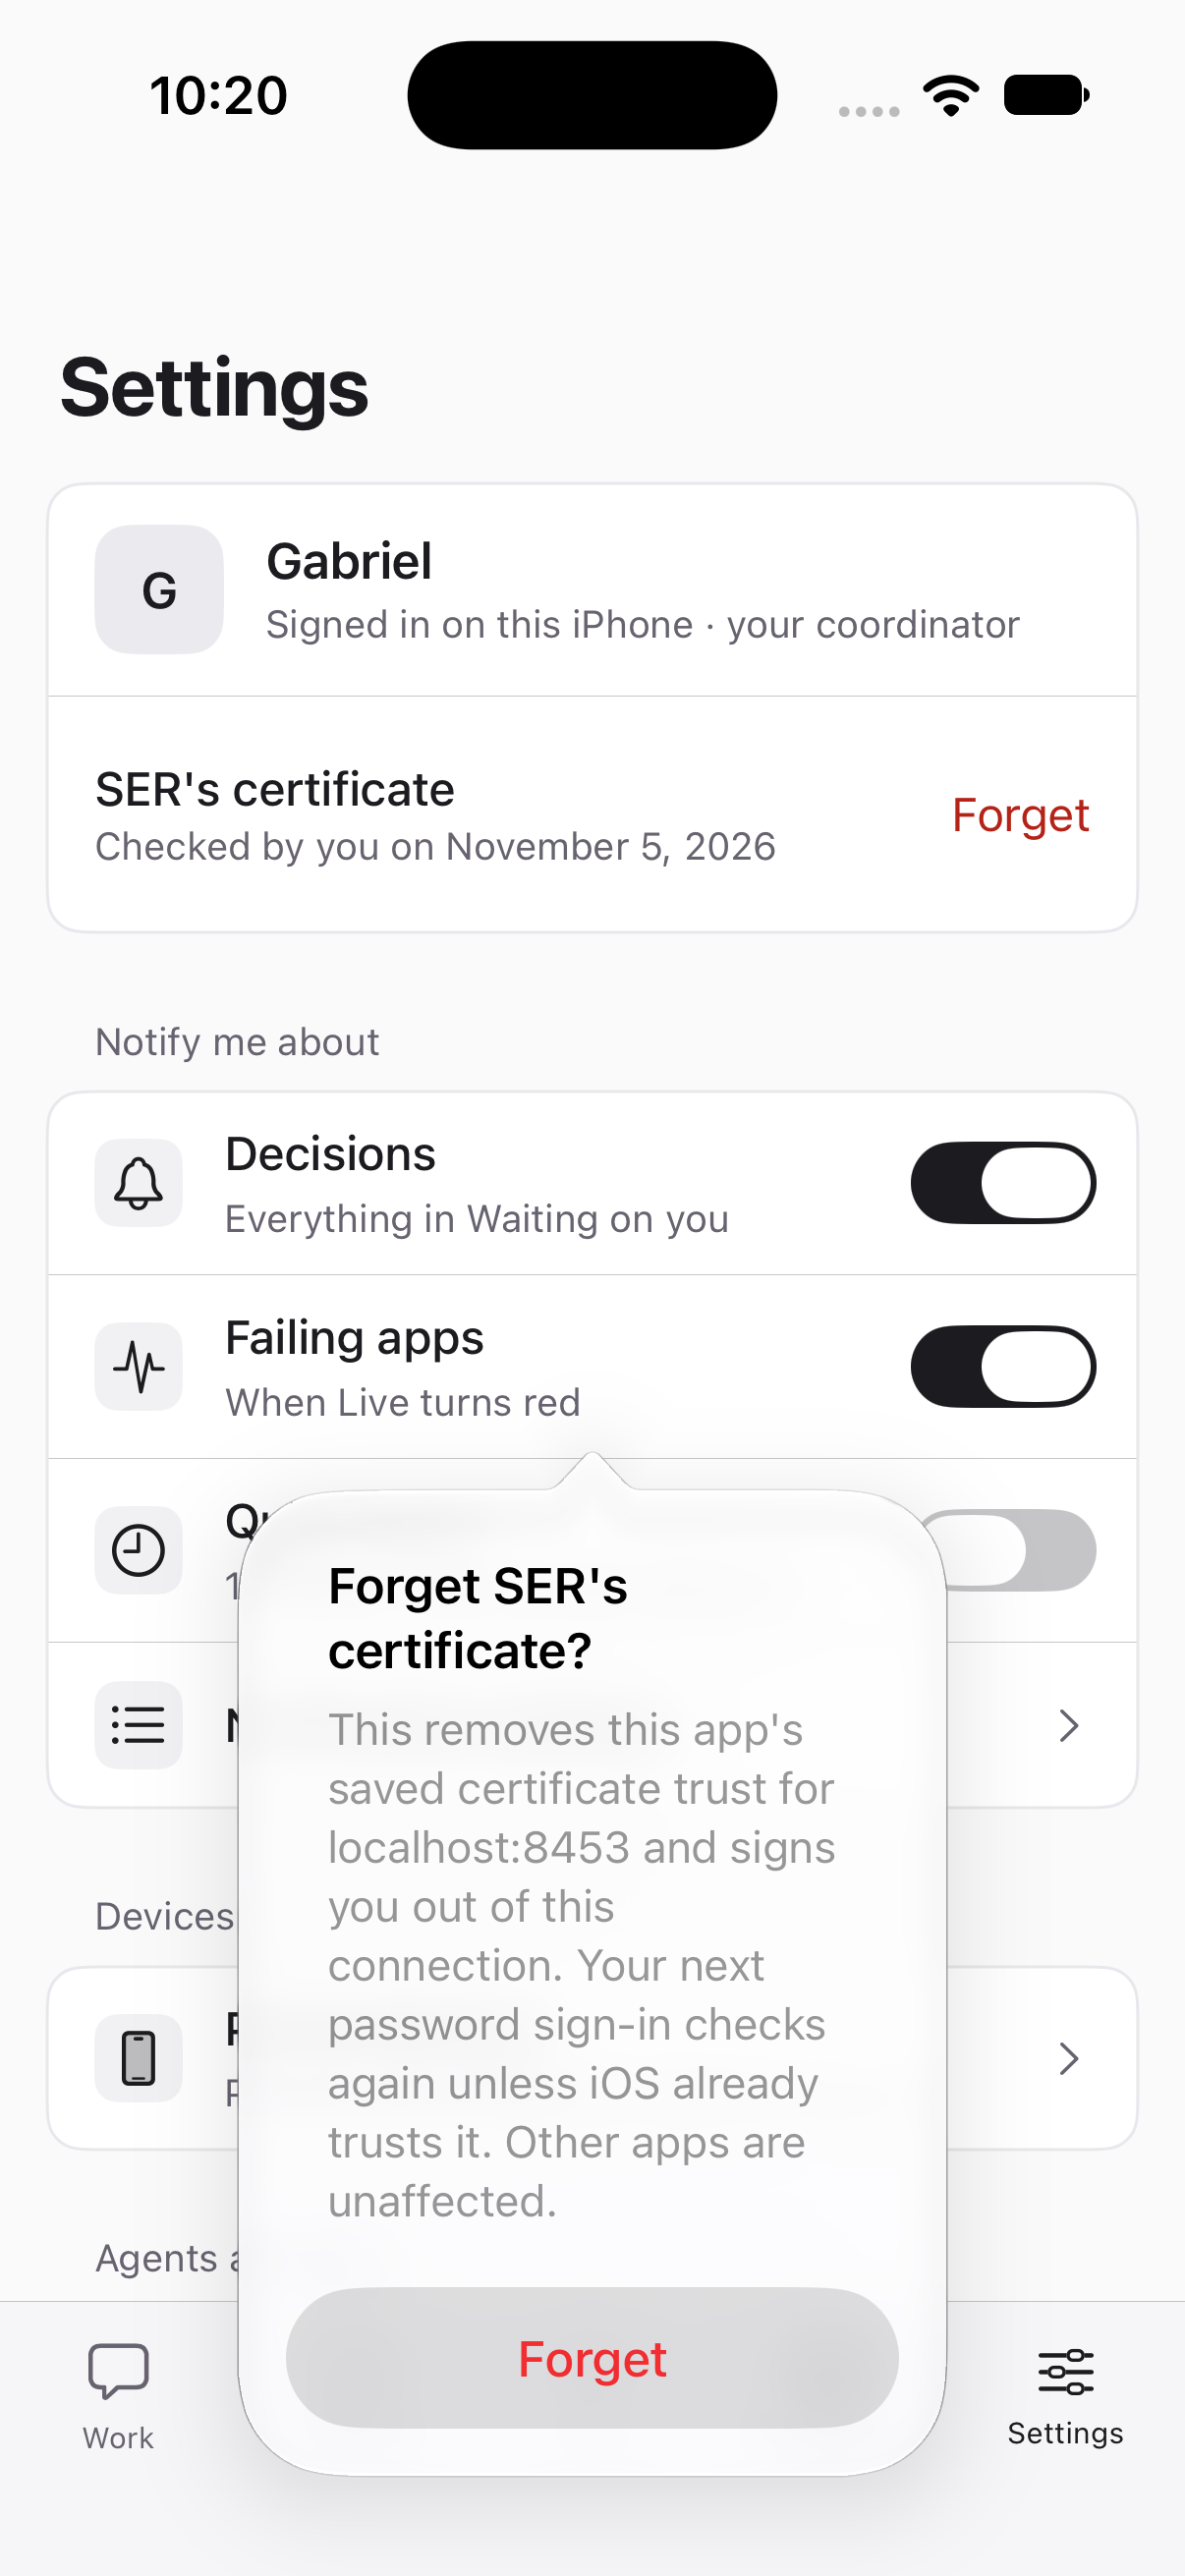 10:20
Settings
G
Gabriel
Signed in on this iPhone · your coordinator
SER's certificate
Checked by you on November 5, 2026
Forget
Notify me about
Decisions
Everything in Waiting on you
Failing apps
When Live turns red
Forget SER's
certificate?
This removes this app's
saved certificate trust for
localhost:8453 and signs
you out of this
connection. Your next
password sign-in checks
again unless iOS already
trusts it. Other apps are
unaffected.
Forget
Devices
Agents
Work
Settings